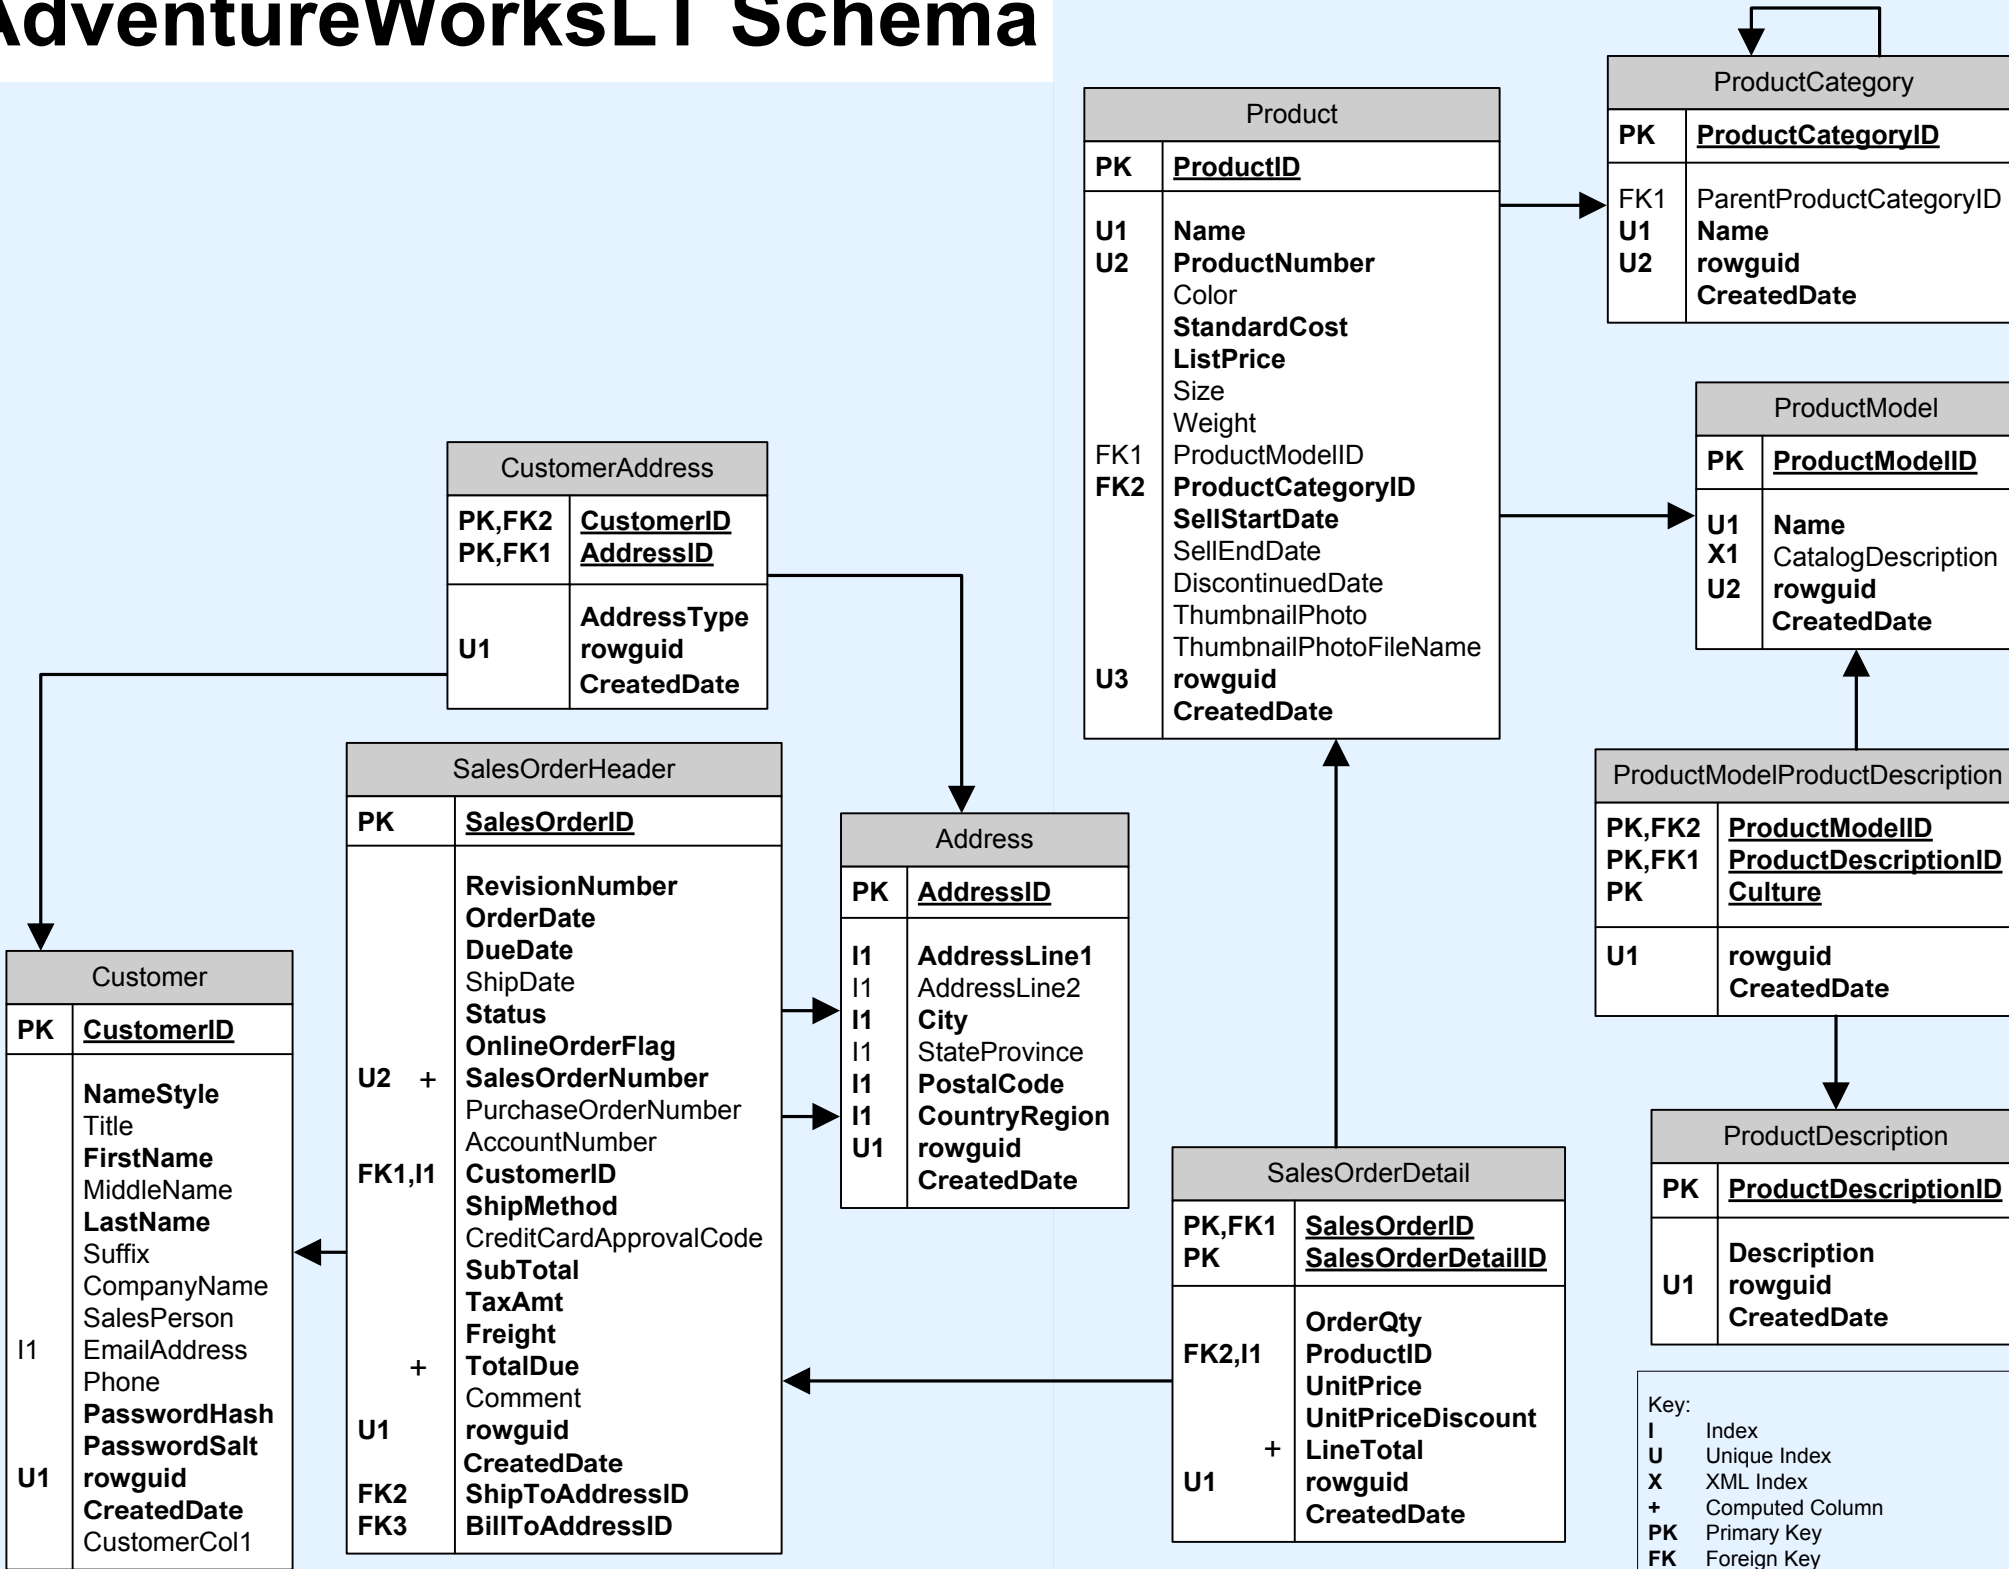 AdventureWorksLT Schema
ProductCategory
PK ProductCategoryID
FK1 ParentProductCategoryID
U1 Name
U2 rowguid
CreatedDate
Product
PK ProductID
U1 Name
U2 ProductNumber
Color
StandardCost
ListPrice
Size
Weight
FK1 ProductModelID
FK2 ProductCategoryID
SellStartDate
SellEndDate
DiscontinuedDate
ThumbnailPhoto
ThumbnailPhotoFileName
U3 rowguid
CreatedDate
ProductModel
PK ProductModelID
U1 Name
X1 CatalogDescription
U2 rowguid
CreatedDate
CustomerAddress
PK,FK2 CustomerID
PK,FK1 AddressID
AddressType
U1 rowguid
CreatedDate
SalesOrderHeader
PK SalesOrderID
RevisionNumber
OrderDate
DueDate
ShipDate
Status
OnlineOrderFlag
U2 + SalesOrderNumber
PurchaseOrderNumber
AccountNumber
FK1,I1 CustomerID
ShipMethod
CreditCardApprovalCode
SubTotal
TaxAmt
Freight
+ TotalDue
Comment
U1 rowguid
CreatedDate
FK2 ShipToAddressID
FK3 BillToAddressID
Address
PK AddressID
I1 AddressLine1
I1 AddressLine2
I1 City
I1 StateProvince
I1 PostalCode
I1 CountryRegion
U1 rowguid
CreatedDate
ProductModelProductDescription
PK,FK2 ProductModelID
PK,FK1 ProductDescriptionID
PK Culture
U1 rowguid
CreatedDate
Customer
PK CustomerID
NameStyle
Title
FirstName
MiddleName
LastName
Suffix
CompanyName
SalesPerson
I1 EmailAddress
Phone
PasswordHash
PasswordSalt
U1 rowguid
CreatedDate
CustomerCol1
SalesOrderDetail
PK,FK1 SalesOrderID
PK SalesOrderDetailID
OrderQty
FK2,I1 ProductID
UnitPrice
UnitPriceDiscount
+ LineTotal
U1 rowguid
CreatedDate
ProductDescription
PK ProductDescriptionID
Description
U1 rowguid
CreatedDate
Key:
I Index
U Unique Index
X XML Index
+ Computed Column
PK Primary Key
FK Foreign Key